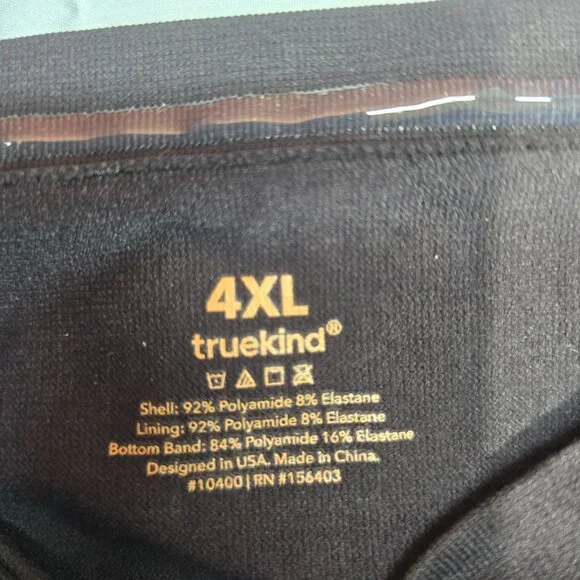 4XL
truekind®
Shell: 92% Polyamide 8% Elastane
Lining: 92% Polyamide 8% Elastane
Bottom Band: 84% Polyamide 16% Elastane
Designed in USA. Made in China.
#10400 | RN #156403